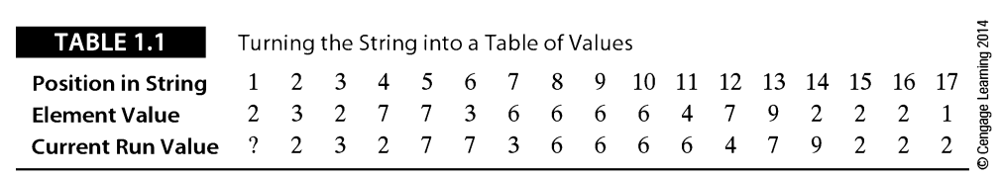 TABLE 1.1 Turning the String into a Table of Values
Position in String 1 2 3 4 5 6 7 8 9 10 11 12 13 14 15 16 17
Element Value 2 3 2 7 7 3 6 6 6 6 4 7 9 2 2 2 1
Current Run Value ? 2 3 2 7 7 3 6 6 6 6 4 7 9 2 2 2
© Cengage Learning 2014